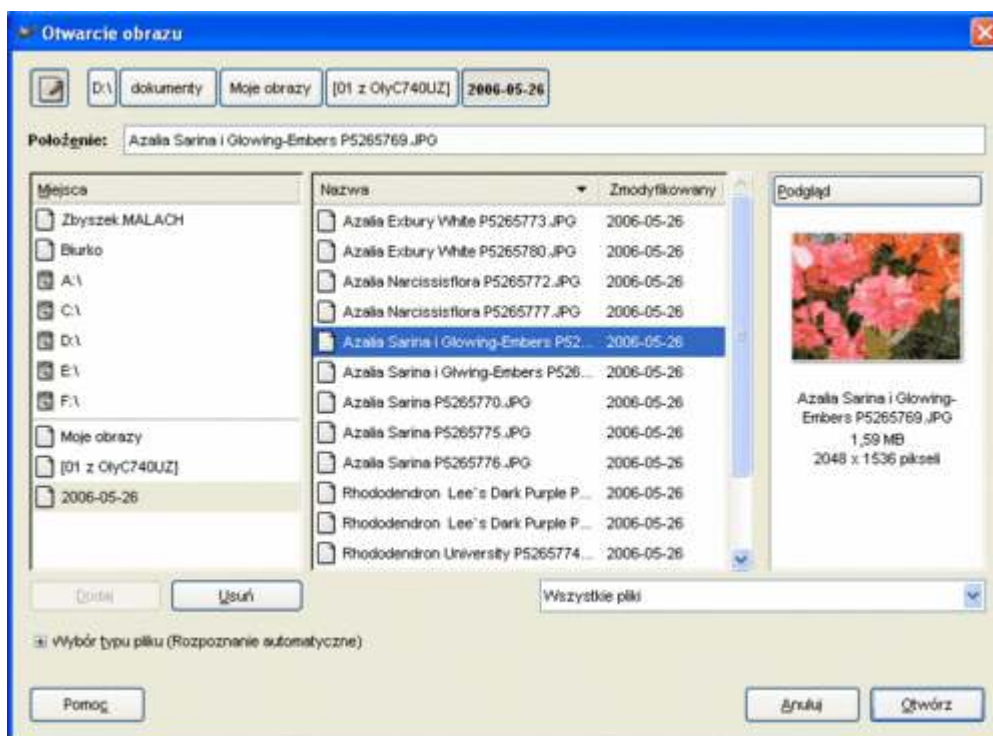 Otwarcie obrazu
D:\ dokumenty Moje obrazy [01 z OlyC740UZ] 2006-05-26
Położenie: Azalia Sarina i Glowing-Embers P5265769.JPG
Miejsca
Zbyszek.MALACH
Biurko
A:\
C:\
D:\
E:\
F:\
Moje obrazy
[01 z OlyC740UZ]
2006-05-26
Nazwa Zmodyfikowany
Azalia Exbury White P5265773.JPG 2006-05-26
Azalia Exbury White P5265780.JPG 2006-05-26
Azalia Narcissisflora P5265772.JPG 2006-05-26
Azalia Narcissisflora P5265777.JPG 2006-05-26
Azalia Sarina i Glowing-Embers P52... 2006-05-26
Azalia Sarina i Glwing-Embers P526... 2006-05-26
Azalia Sarina P5265770.JPG 2006-05-26
Azalia Sarina P5265775.JPG 2006-05-26
Azalia Sarina P5265776.JPG 2006-05-26
Rhododendron Lee`s Dark Purple P... 2006-05-26
Rhododendron Lee`s Dark Purple P... 2006-05-26
Rhododendron University P5265774... 2006-05-26
Podgląd
Azalia Sarina i Glowing-
Embers P5265769.JPG
1,59 MB
2048 x 1536 pikseli
Dodaj Usuń
Wszystkie pliki
Wybór typu pliku (Rozpoznanie automatyczne)
Pomoc Anuluj Otwórz